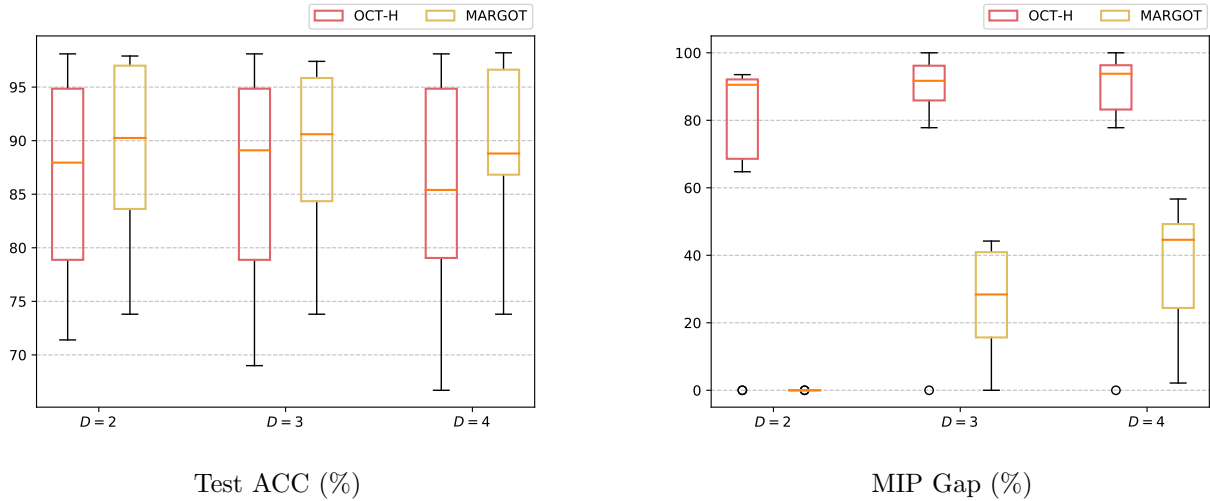 OCT-H MARGOT
95
90
85
80
75
70
D = 2 D = 3 D = 4
Test ACC (%)
OCT-H MARGOT
100
80
60
40
20
0
D = 2 D = 3 D = 4
MIP Gap (%)